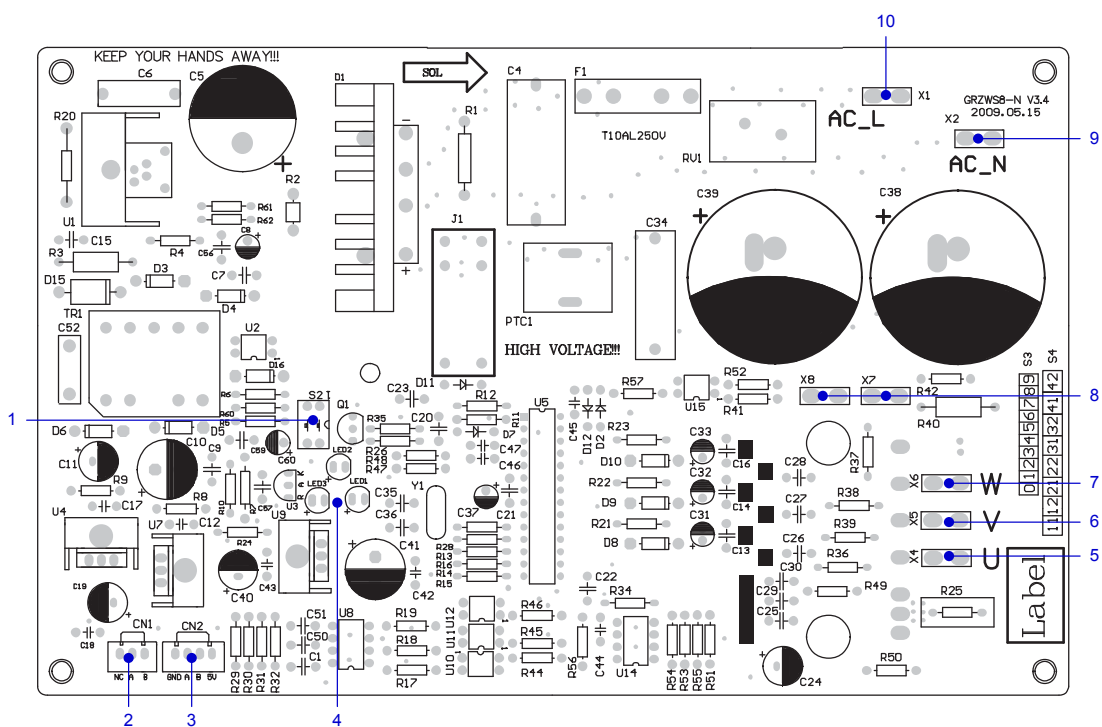 10
KEEP YOUR HANDS AWAY!!!
C6
C5
D1
SOL
C4
F1
X1
GRZWS8-N V3.4
2009.05.15
AC_L
X2
9
R20
R1
T10AL250V
RV1
AC_N
+
−
R2
C39
C38
+
+
U1
R61
R62
J1
C34
R3
C15
R4
C56
C8
+
D15
D3
C7
D4
TR1
PTC1
C52
U2
HIGH VOLTAGE!!!
S3
S4
D16
D11
C23
R57
U15
R52
R41
X8
X7
R42
R40
8
1
R6
R60
R5
S2
Q1
R35
C20
R12
R11
U5
C45
D12
D2
D6
D5
C10
C11
C9
C59
C60
R26
R48
R47
D7
C47
C46
R23
D10
C33
C16
R37
LED2
LED3
LED1
R9
C17
R8
R10
R7
C57
U3
R
A
K
Y1
C35
C36
C37
C21
R22
D9
C32
C14
C28
C27
R38
X6
W
7
U4
U7
C12
R24
U9
R21
D8
C31
C13
C26
R39
X5
V
6
R28
R13
R16
R14
R15
C41
C42
C30
R36
X4
U
5
C19
C40
C43
C22
R34
C29
C25
R49
R25
Label
CN1
CN2
C18
C51
C50
C1
U8
R19
R18
R17
U12
U11
U10
R46
R45
R44
R56
C44
U14
C24
R50
NC A B
GND A B 5V
R29
R30
R31
R32
R54
R53
R55
R51
2
3
4